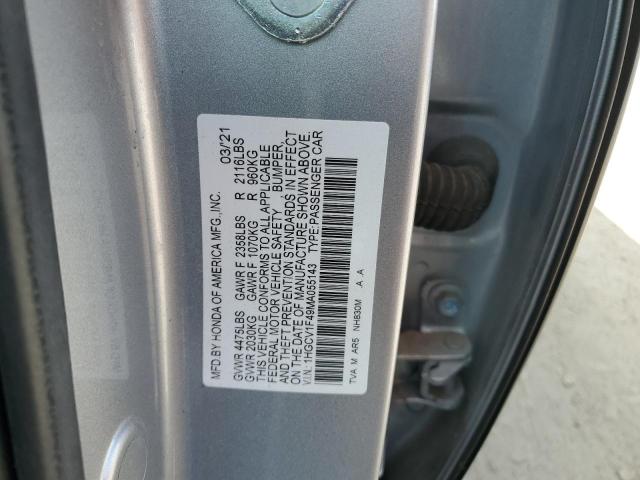 MFD BY HONDA OF AMERICA MFG.,INC. 03/21
GVWR 4475LBS GAWR F 2358LBS R 2116LBS
GVWR 2030KG GAWR F 1070KG R 960KG
THIS VEHICLE CONFORMS TO ALL APPLICABLE
FEDERAL MOTOR VEHICLE SAFETY, BUMPER,
AND THEFT PREVENTION STANDARDS IN EFFECT
ON THE DATE OF MANUFACTURE SHOWN ABOVE.
V.I.N: 1HGCV1F49MA055143 TYPE:PASSENGER CAR
TVA M AR5 NH830M A A